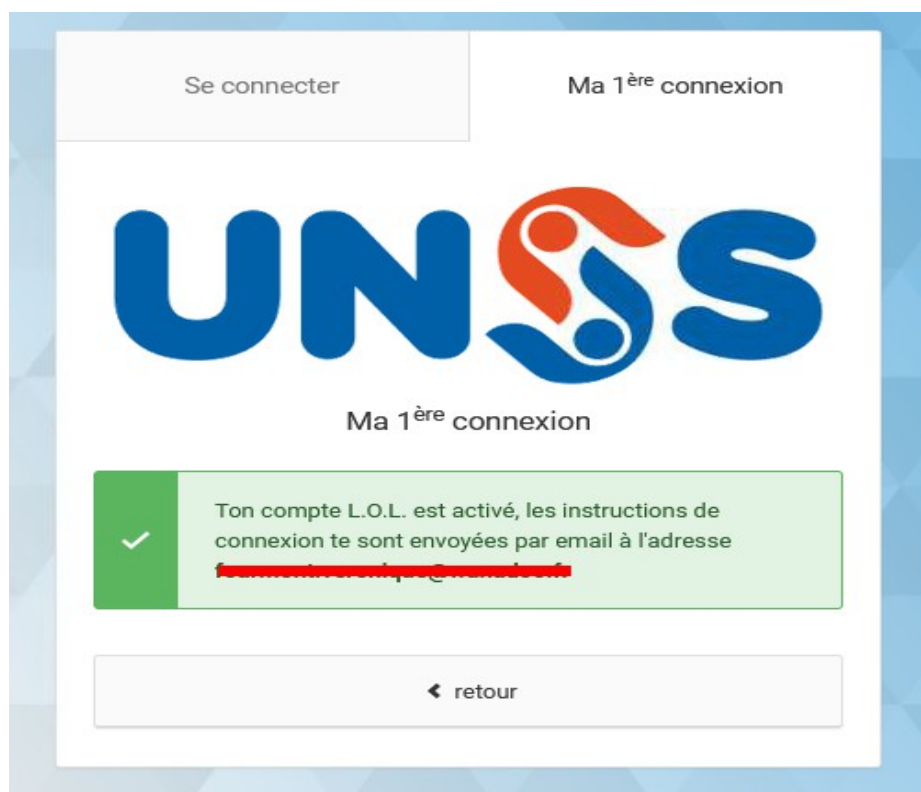 Se connecter
Ma 1ère connexion
UNSS
Ma 1ère connexion
Ton compte L.O.L. est activé, les instructions de
connexion te sont envoyées par email à l'adresse
retour